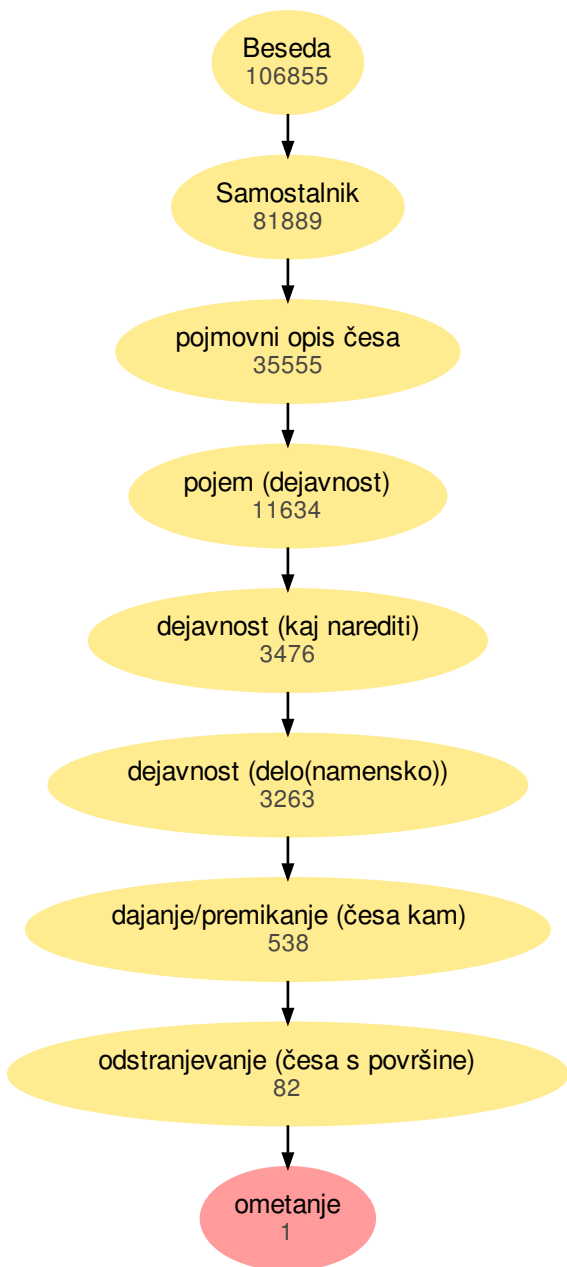 Beseda
106855
Samostalnik
81889
pojmovni opis česa
35555
pojem (dejavnost)
11634
dejavnost (kaj narediti)
3476
dejavnost (delo(namensko))
3263
dajanje/premikanje (česa kam)
538
odstranjevanje (česa s površine)
82
ometanje
1